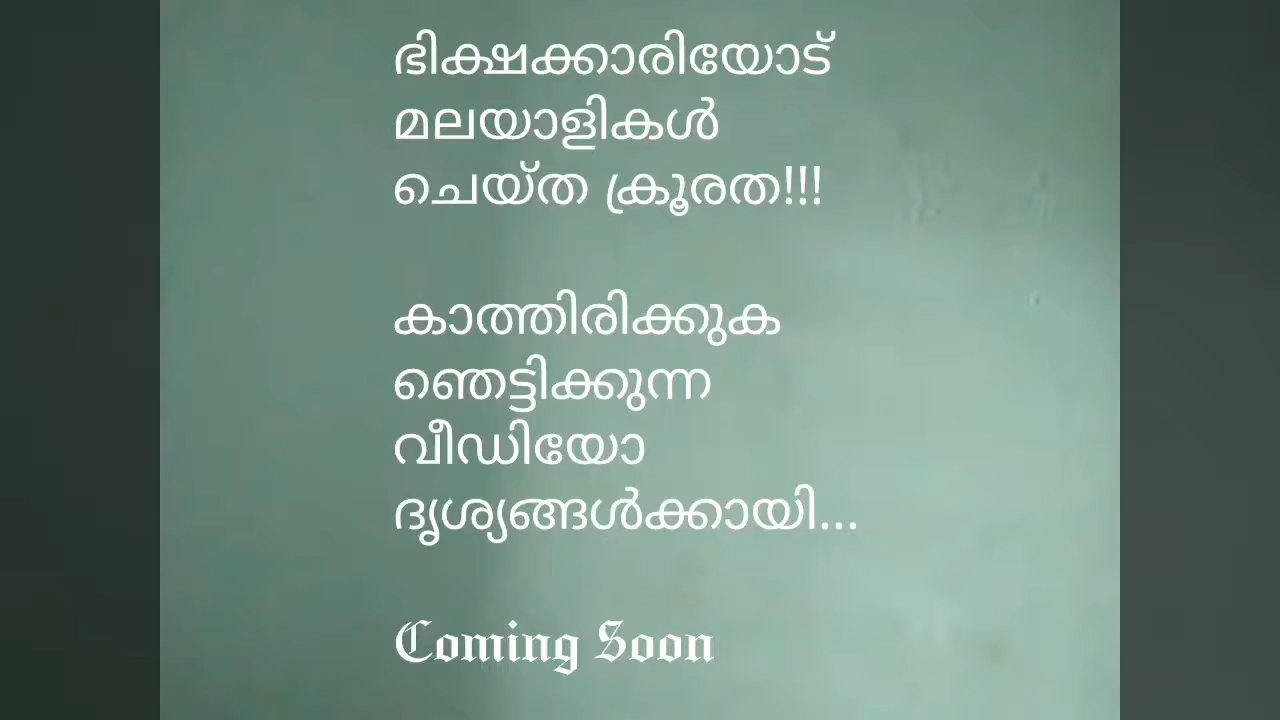 ഭിക്ഷക്കാരിയോട്
മലയാളികൾ
ചെയ്ത ക്രൂരത!!!
കാത്തിരിക്കുക
ഞെട്ടിക്കുന്ന
വീഡിയോ
ദൃശ്യങ്ങൾക്കായി...
Coming Soon